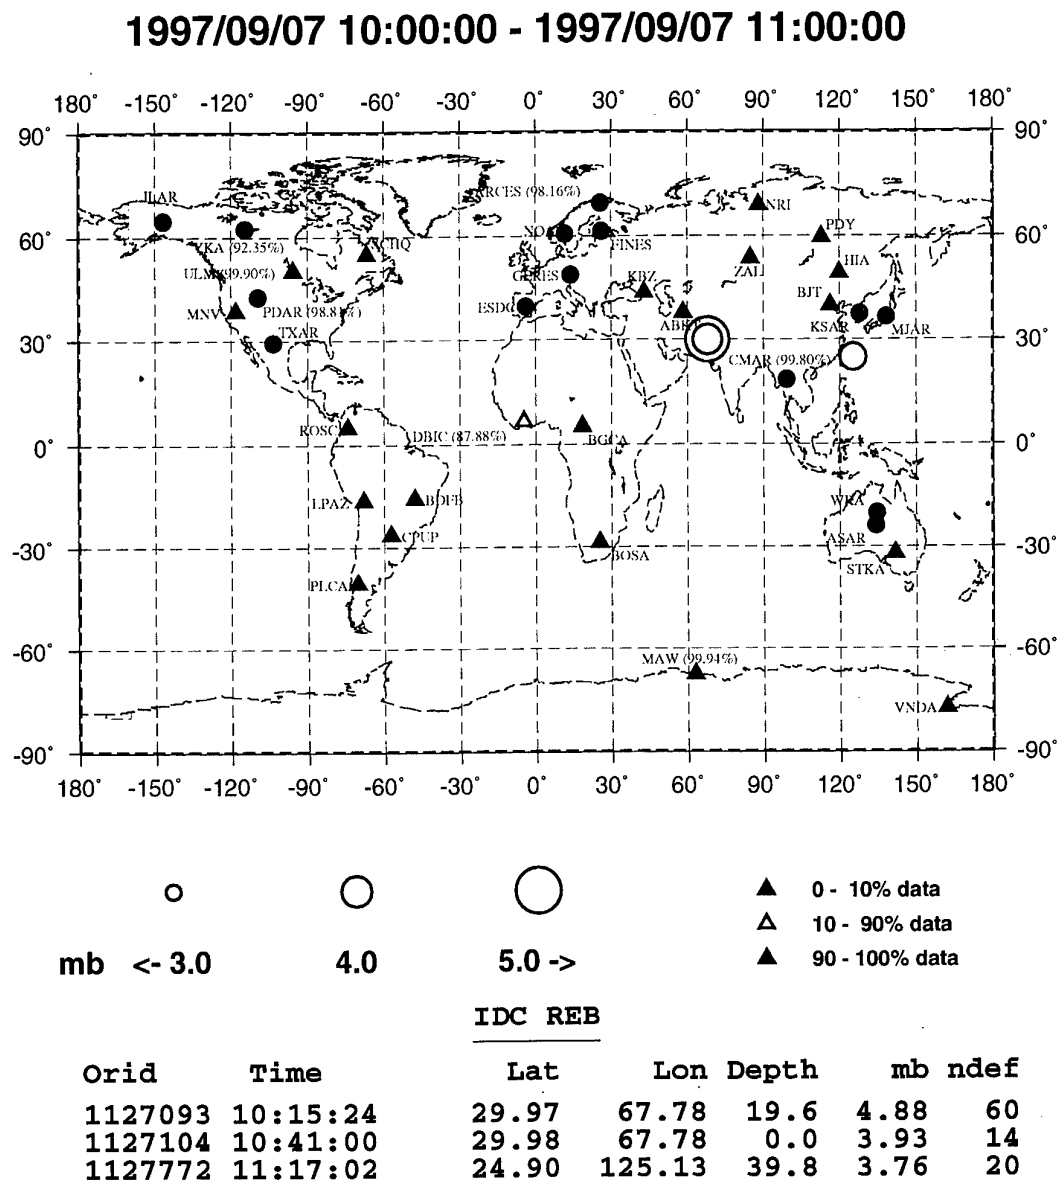 1997/09/07 10:00:00 - 1997/09/07 11:00:00
180° -150° -120° -90° -60° -30° 0° 30° 60° 90° 120° 150° 180°
90° 90°
ILAR ARCES (98.16%) NRI
60° YKA (92.35%) SCHQ NOA FINES PDY 60°
ULM (99.90%) GERES KBZ ZAL HIA
MNV PDAR (98.81%) ESDC ABKT BJT
TXAR KSAR MJAR
30° CMAR (99.80%) 30°
ROSC DBIC (87.88%) BGCA
0° 0°
LPAZ BDFB WRA
CPUP ASAR
-30° BOSA STKA -30°
PLCA
-60° MAW (99.94%) -60°
VNDA
-90° -90°
180° -150° -120° -90° -60° -30° 0° 30° 60° 90° 120° 150° 180°
0 - 10% data
10 - 90% data
mb <- 3.0 4.0 5.0 -> 90 - 100% data
IDC REB
Orid Time Lat Lon Depth mb ndef
1127093 10:15:24 29.97 67.78 19.6 4.88 60
1127104 10:41:00 29.98 67.78 0.0 3.93 14
1127772 11:17:02 24.90 125.13 39.8 3.76 20